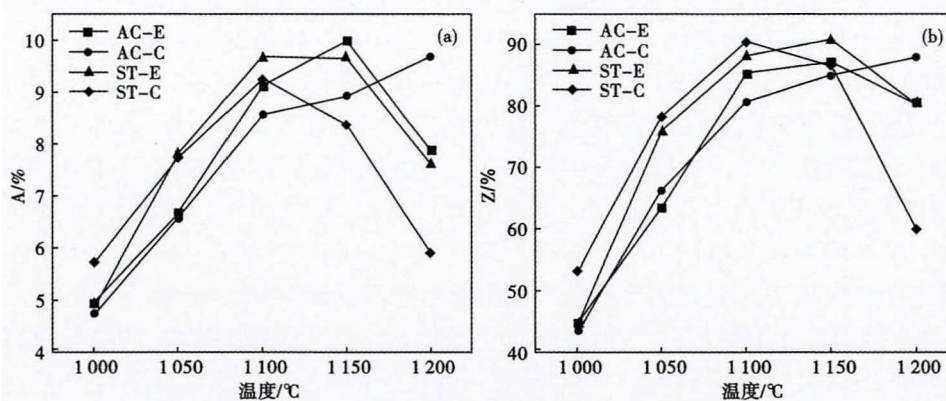 AC-E
AC-C
ST-E
ST-C
(a)
10
9
8
7
6
5
4
A/%
1 000 1 050 1 100 1 150 1 200
温度/℃
AC-E
AC-C
ST-E
ST-C
(b)
90
80
70
60
50
40
Z/%
1 000 1 050 1 100 1 150 1 200
温度/℃